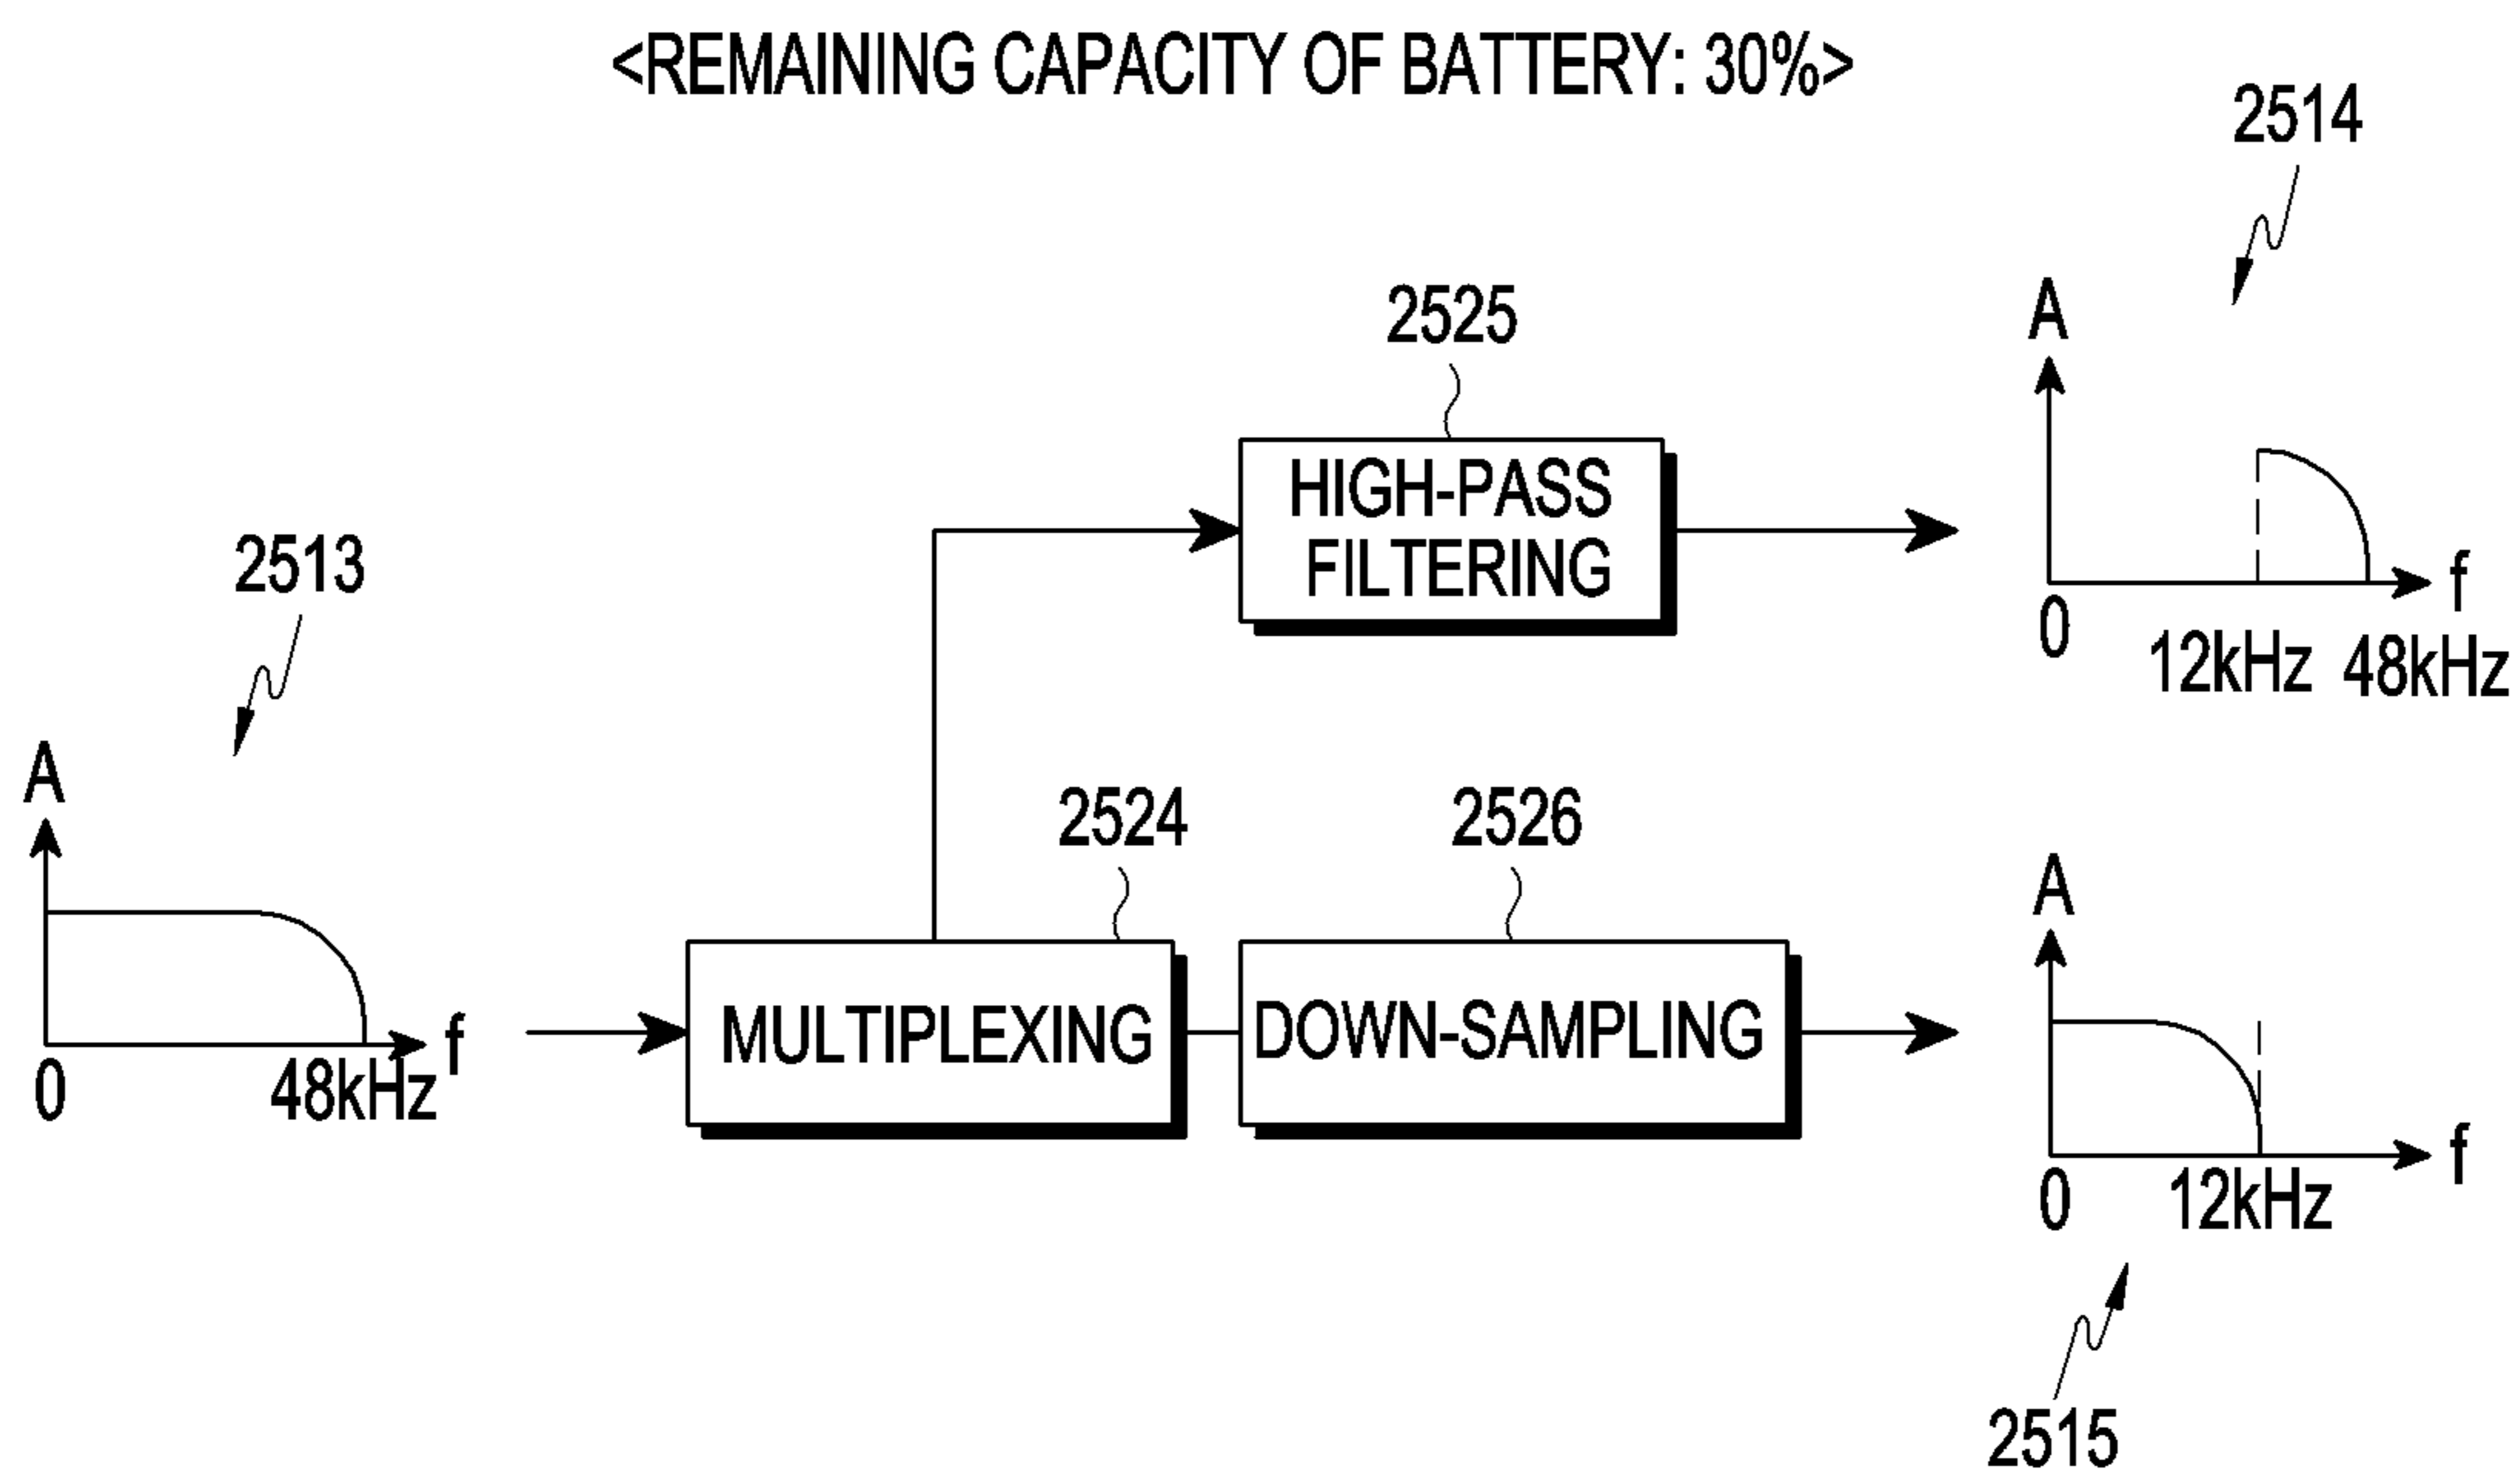 <REMAINING CAPACITY OF BATTERY: 30%>
2514
2525
A
HIGH-PASS
FILTERING
f
0
12kHz
48kHz
2513
A
2524
2526
A
MULTIPLEXING
DOWN-SAMPLING
f
0
48kHz
f
0
12kHz
2515